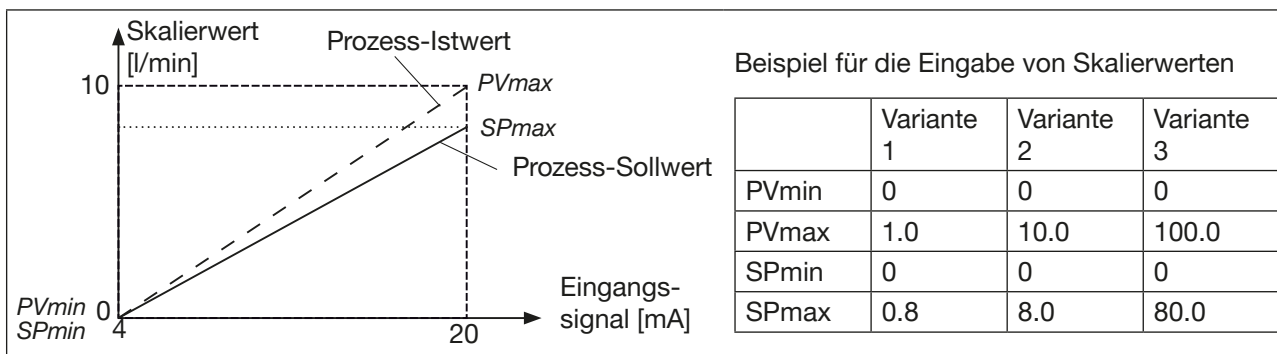 Skalierwert
[l/min]
Prozess-Istwert
10
PVmax
SPmax
Prozess-Sollwert
PVmin 0
SPmin
4
20
Eingangs-
signal [mA]
Beispiel für die Eingabe von Skalierwerten
Variante 1 Variante 2 Variante 3
PVmin 0 0 0
PVmax 1.0 10.0 100.0
SPmin 0 0 0
SPmax 0.8 8.0 80.0